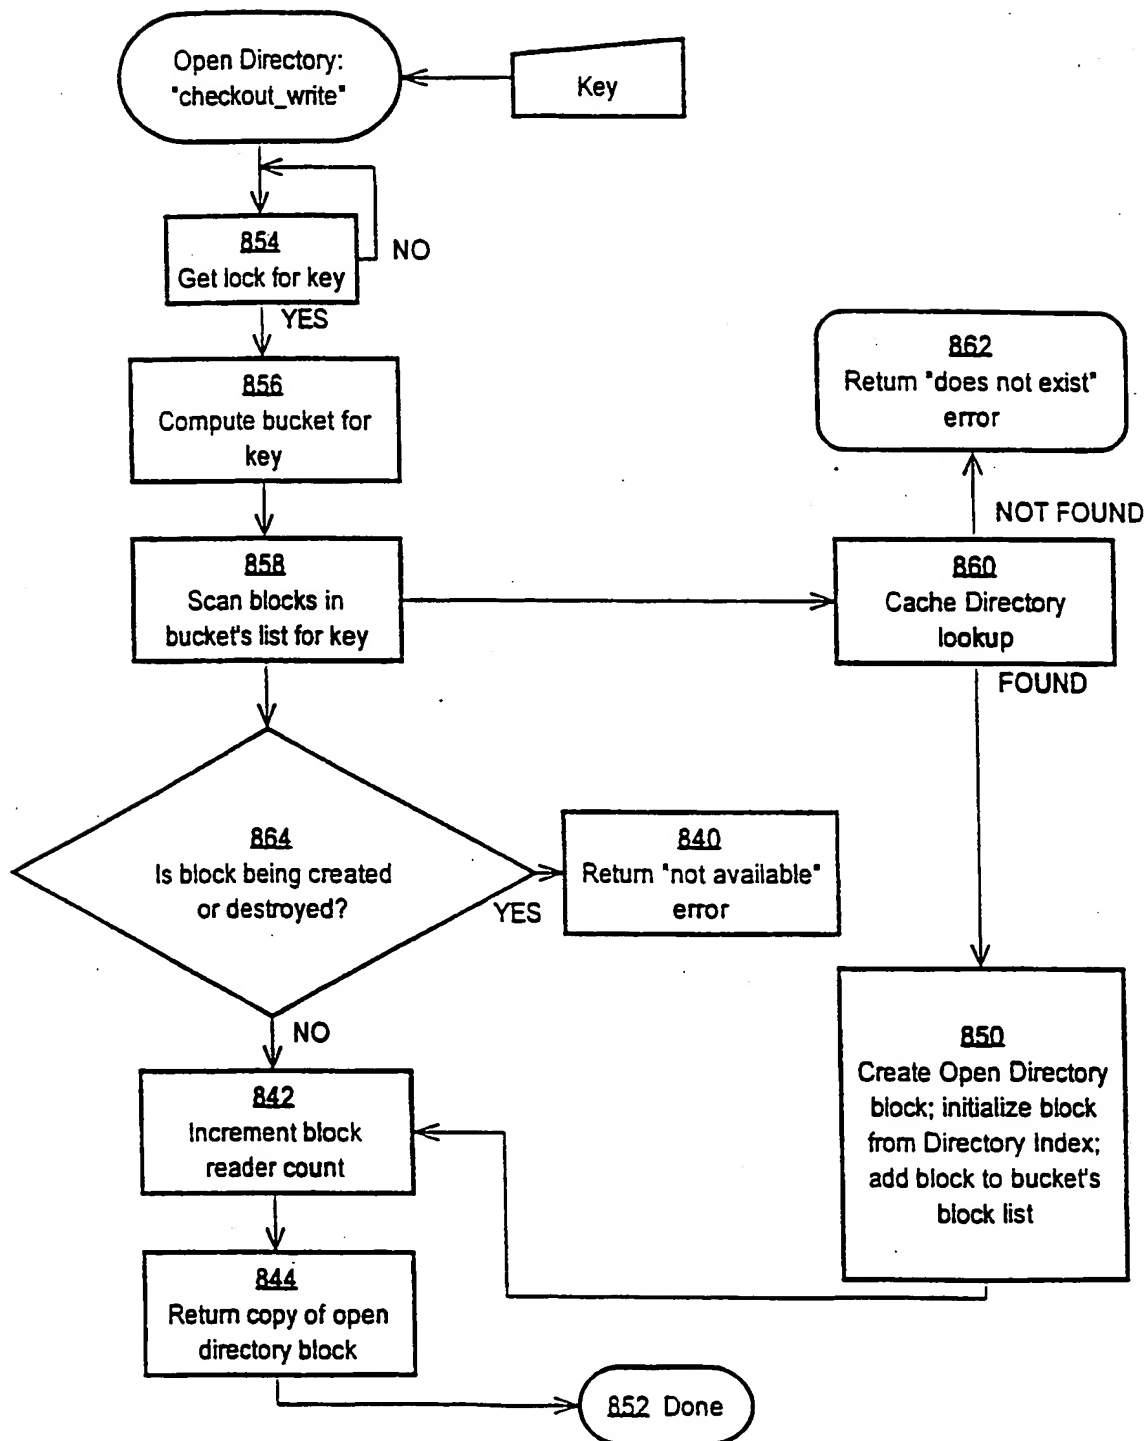 Open Directory:
"checkout_write"
Key
854
Get lock for key
NO
YES
856
Compute bucket for
key
858
Scan blocks in
bucket's list for key
862
Return "does not exist"
error
NOT FOUND
860
Cache Directory
lookup
FOUND
864
Is block being created
or destroyed?
YES
840
Return "not available"
error
NO
842
Increment block
reader count
850
Create Open Directory
block; initialize block
from Directory Index;
add block to bucket's
block list
844
Return copy of open
directory block
852 Done